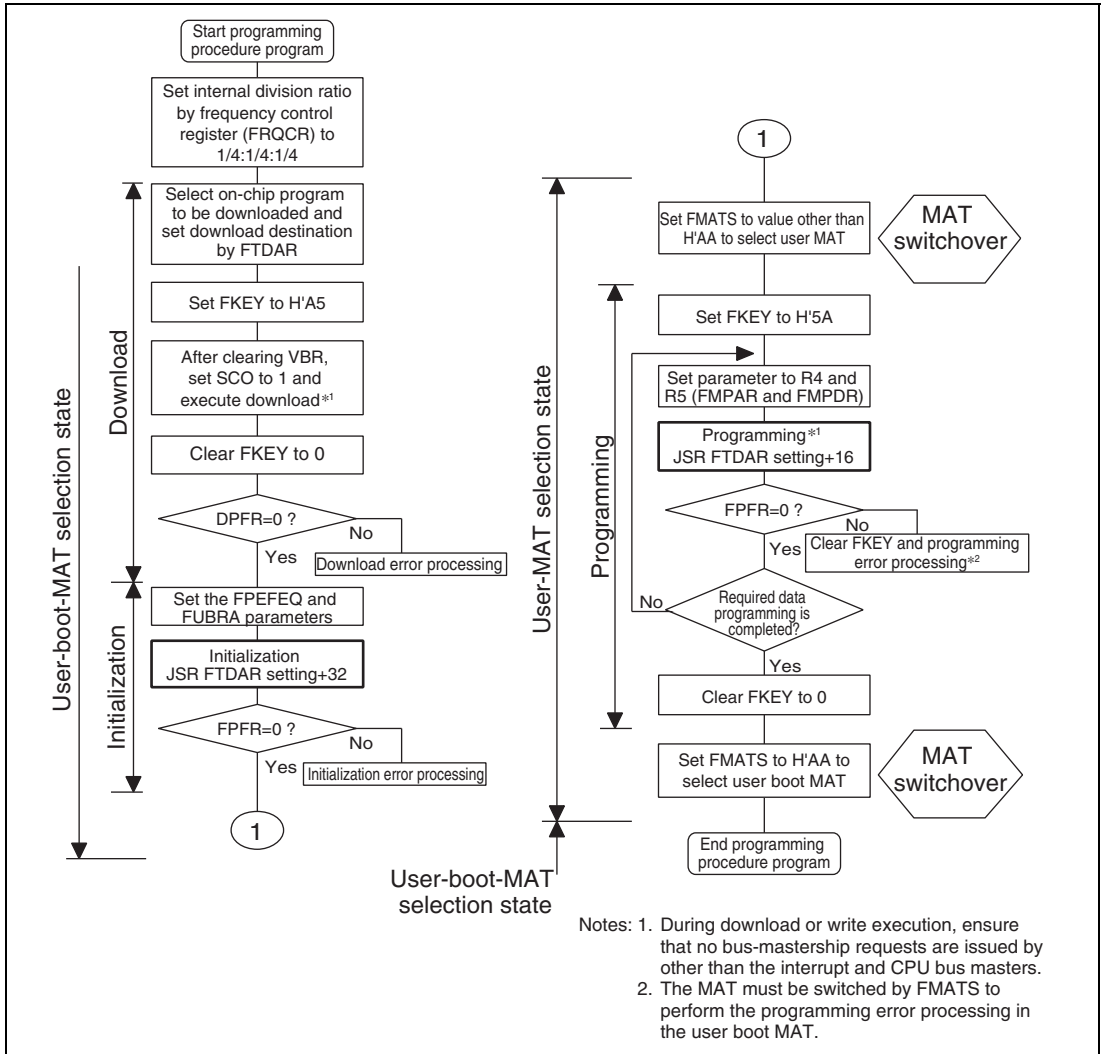 Start programming
procedure program
Set internal division ratio
by frequency control
register (FRQCR) to
1/4:1/4:1/4
Select on-chip program
to be downloaded and
set download destination
by FTDAR
Set FKEY to H'A5
After clearing VBR,
set SCO to 1 and
execute download*1
Clear FKEY to 0
DPFR=0 ?
No
Yes
Download error processing
Set the FPEFEQ and
FUBRA parameters
Initialization
JSR FTDAR setting+32
FPFR=0 ?
No
Yes
Initialization error processing
1
Download
Initialization
User-boot-MAT selection state
1
Set FMATS to value other than
H'AA to select user MAT
MAT
switchover
Set FKEY to H'5A
Set parameter to R4 and
R5 (FMPAR and FMPDR)
Programming*1
JSR FTDAR setting+16
FPFR=0 ?
No
Yes
Clear FKEY and programming
error processing*2
No
Required data
programming is
completed?
Yes
Clear FKEY to 0
Set FMATS to H'AA to
select user boot MAT
MAT
switchover
End programming
procedure program
Programming
User-MAT selection state
User-boot-MAT
selection state
Notes: 1. During download or write execution, ensure
that no bus-mastership requests are issued by
other than the interrupt and CPU bus masters.
2. The MAT must be switched by FMATS to
perform the programming error processing in
the user boot MAT.